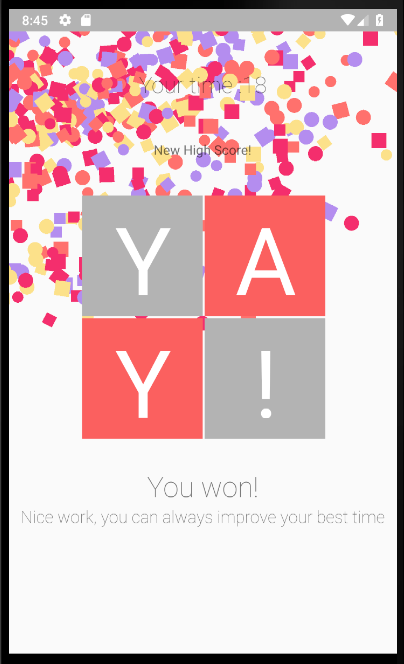 8:45
Your time: 18
New High Score!
Y A
Y !
You won!
Nice work, you can always improve your best time